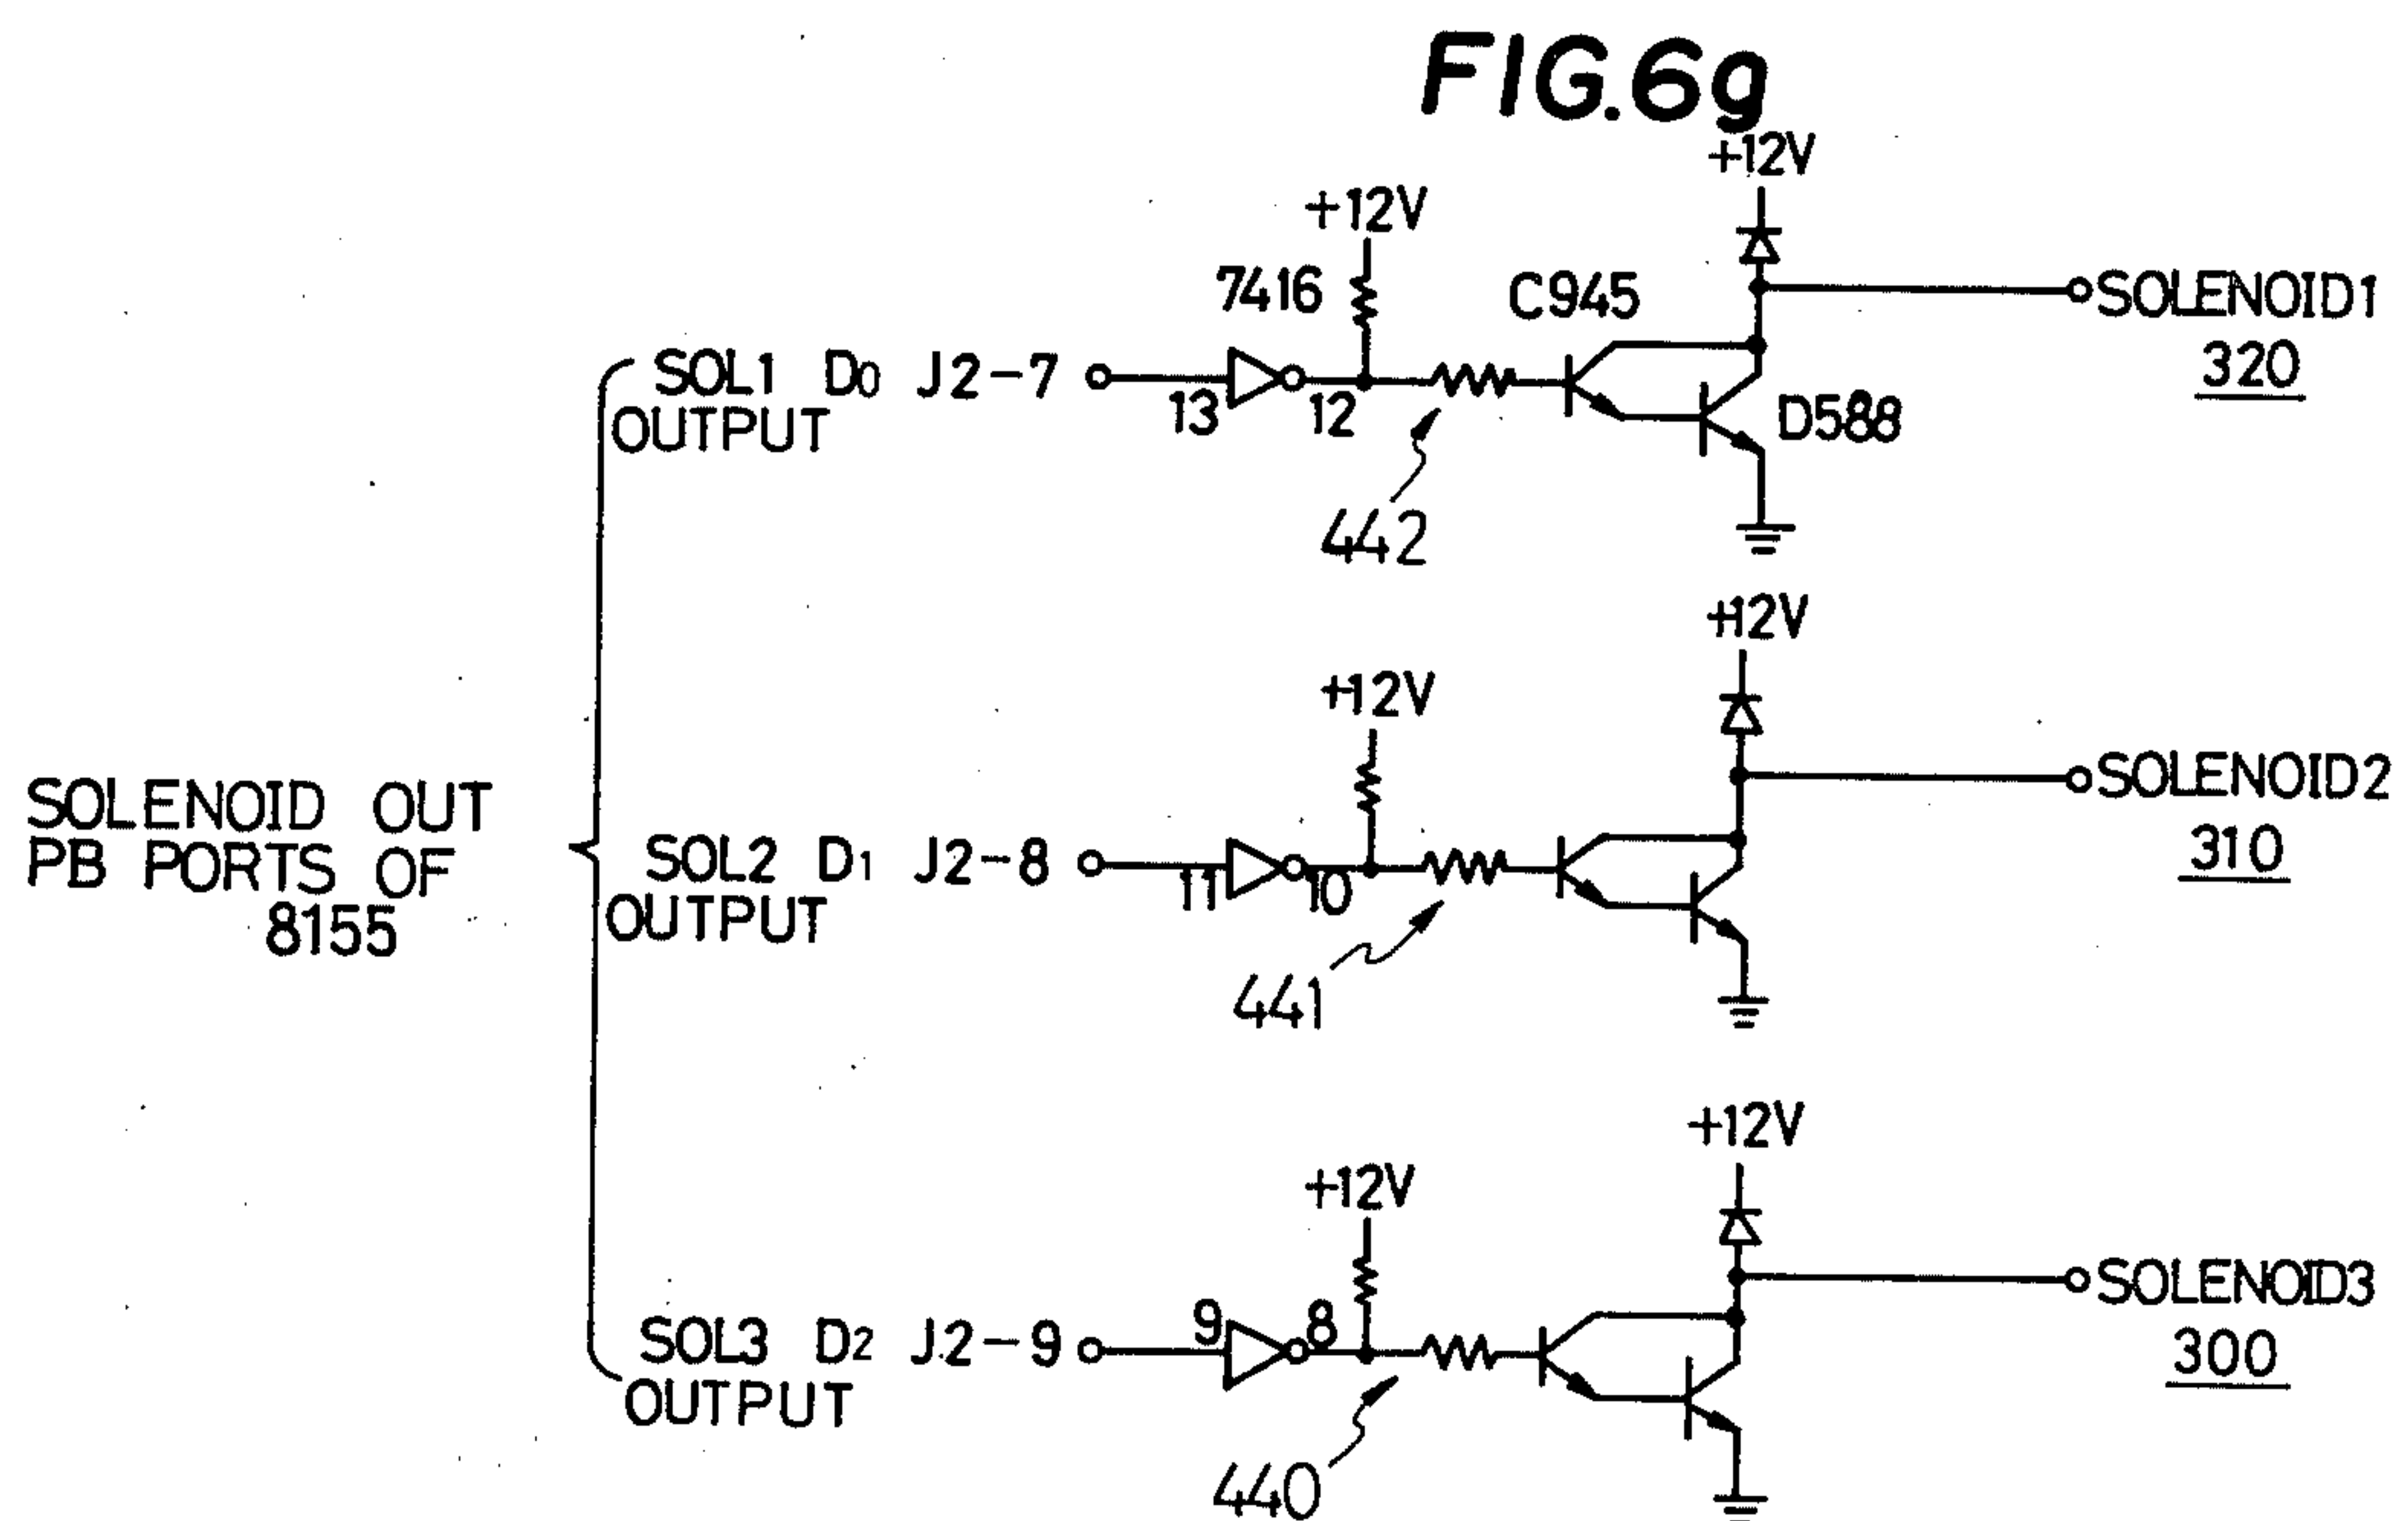 FIG.6g
+12V
+12V
7416
C945
SOLENOID1
320
SOL1 D0 J2-7
OUTPUT
13
12
D588
442
+12V
+12V
SOLENOID2
310
SOLENOID OUT
PB PORTS OF
8155
SOL2 D1 J2-8
OUTPUT
11
10
441
+12V
+12V
SOLENOID3
300
SOL3 D2 J2-9
OUTPUT
9
8
440